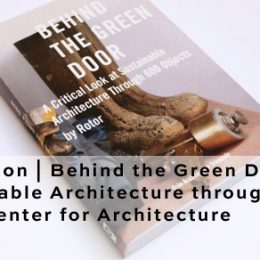 BEHIND
THE GREEN
DOOR
A Critical Look at Sustainable
Architecture Through 600 Objects
by Rotor
on | Behind the Green D
able Architecture throug
enter for Architecture